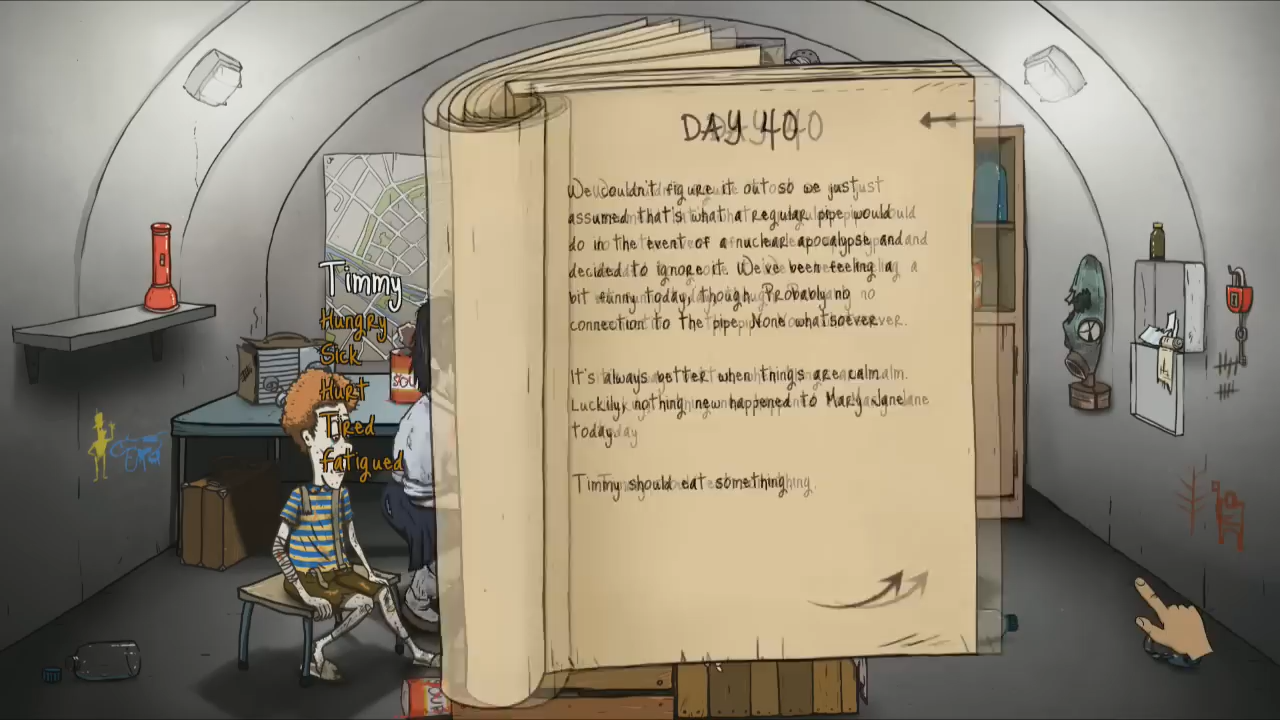 DAY 40
We couldn't figure it out so we just
assumed that's what a regular pipe would
do in the event of a nuclear apocalypse and
decided to ignore it. We've been feeling a
bit funny today, though. Probably no
connection to the pipe. None whatsoever.
It's always better when things are calm.
Luckily, nothing new happened to Mary Jane
today.
Timmy should eat something.
Timmy
Hungry
Sick
Hurt
Tired
Fatigued
SOU
SOUP